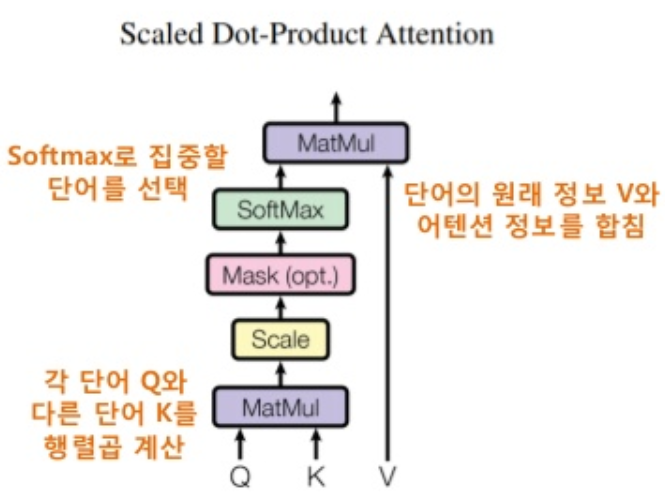 Scaled Dot-Product Attention
MatMul
Softmax로 집중할
단어를 선택
SoftMax
단어의 원래 정보 V와
어텐션 정보를 합침
Mask (opt.)
Scale
각 단어 Q와
다른 단어 K를
행렬곱 계산
MatMul
Q K V